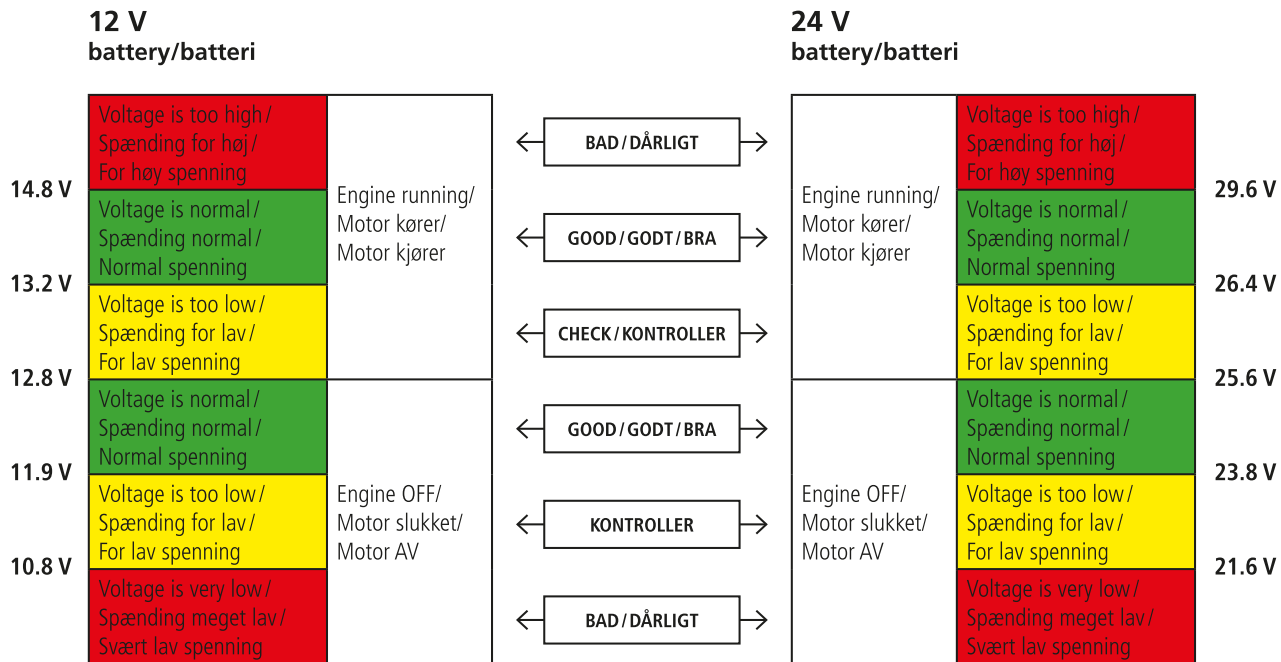 12 V
battery/batteri
24 V
battery/batteri
Voltage is too high/
Spænding for høj/
For høy spenning
14.8 V
Voltage is normal/
Spænding normal/
Normal spenning
13.2 V
Voltage is too low/
Spænding for lav/
For lav spenning
12.8 V
Voltage is normal/
Spænding normal/
Normal spenning
11.9 V
Voltage is too low/
Spænding for lav/
For lav spenning
10.8 V
Voltage is very low/
Spænding meget lav/
Svært lav spenning
Engine running/
Motor kører/
Motor kjører
Engine OFF/
Motor slukket/
Motor AV
BAD/DÅRLIGT
GOOD/GODT/BRA
CHECK/KONTROLLER
GOOD/GODT/BRA
KONTROLLER
BAD/DÅRLIGT
Engine running/
Motor kører/
Motor kjører
Engine OFF/
Motor slukket/
Motor AV
Voltage is too high/
Spænding for høj/
For høy spenning
29.6 V
Voltage is normal/
Spænding normal/
Normal spenning
26.4 V
Voltage is too low/
Spænding for lav/
For lav spenning
25.6 V
Voltage is normal/
Spænding normal/
Normal spenning
23.8 V
Voltage is too low/
Spænding for lav/
For lav spenning
21.6 V
Voltage is very low/
Spænding meget lav/
Svært lav spenning